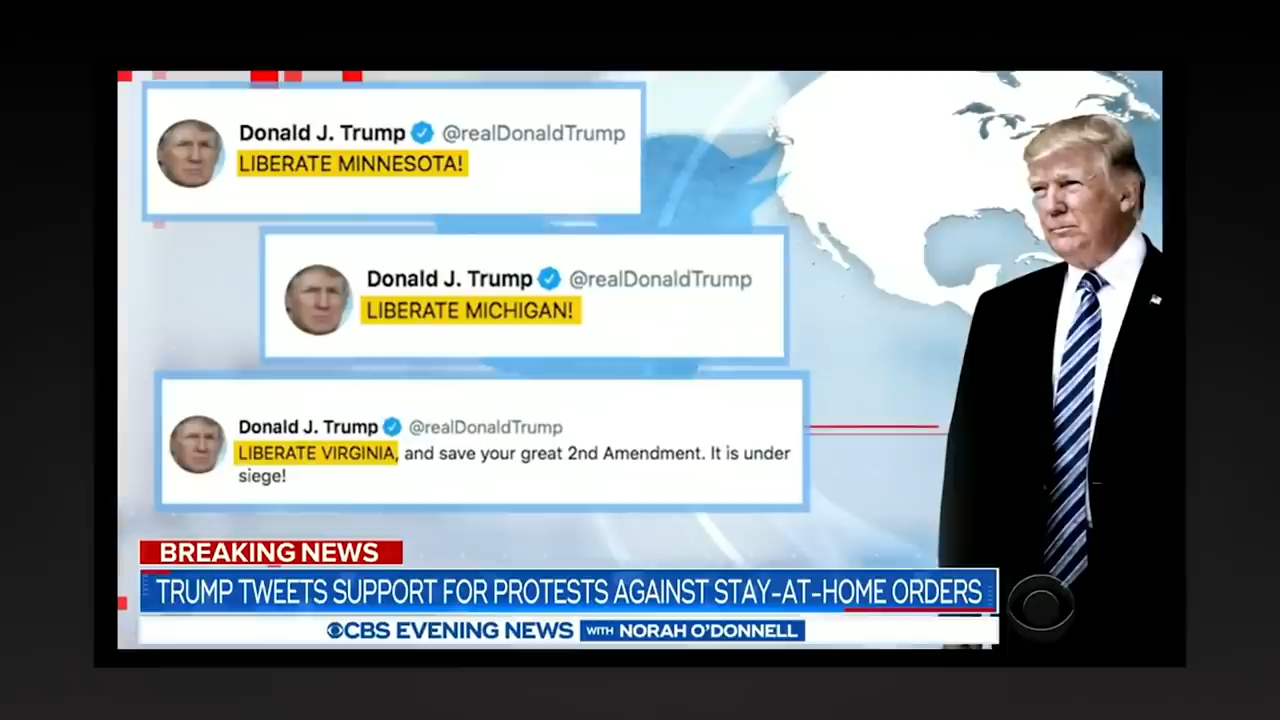 Donald J. Trump @realDonaldTrump
LIBERATE MINNESOTA!
Donald J. Trump @realDonaldTrump
LIBERATE MICHIGAN!
Donald J. Trump @realDonaldTrump
LIBERATE VIRGINIA, and save your great 2nd Amendment. It is under
siege!
BREAKING NEWS
TRUMP TWEETS SUPPORT FOR PROTESTS AGAINST STAY-AT-HOME ORDERS
CBS EVENING NEWS WITH NORAH O'DONNELL